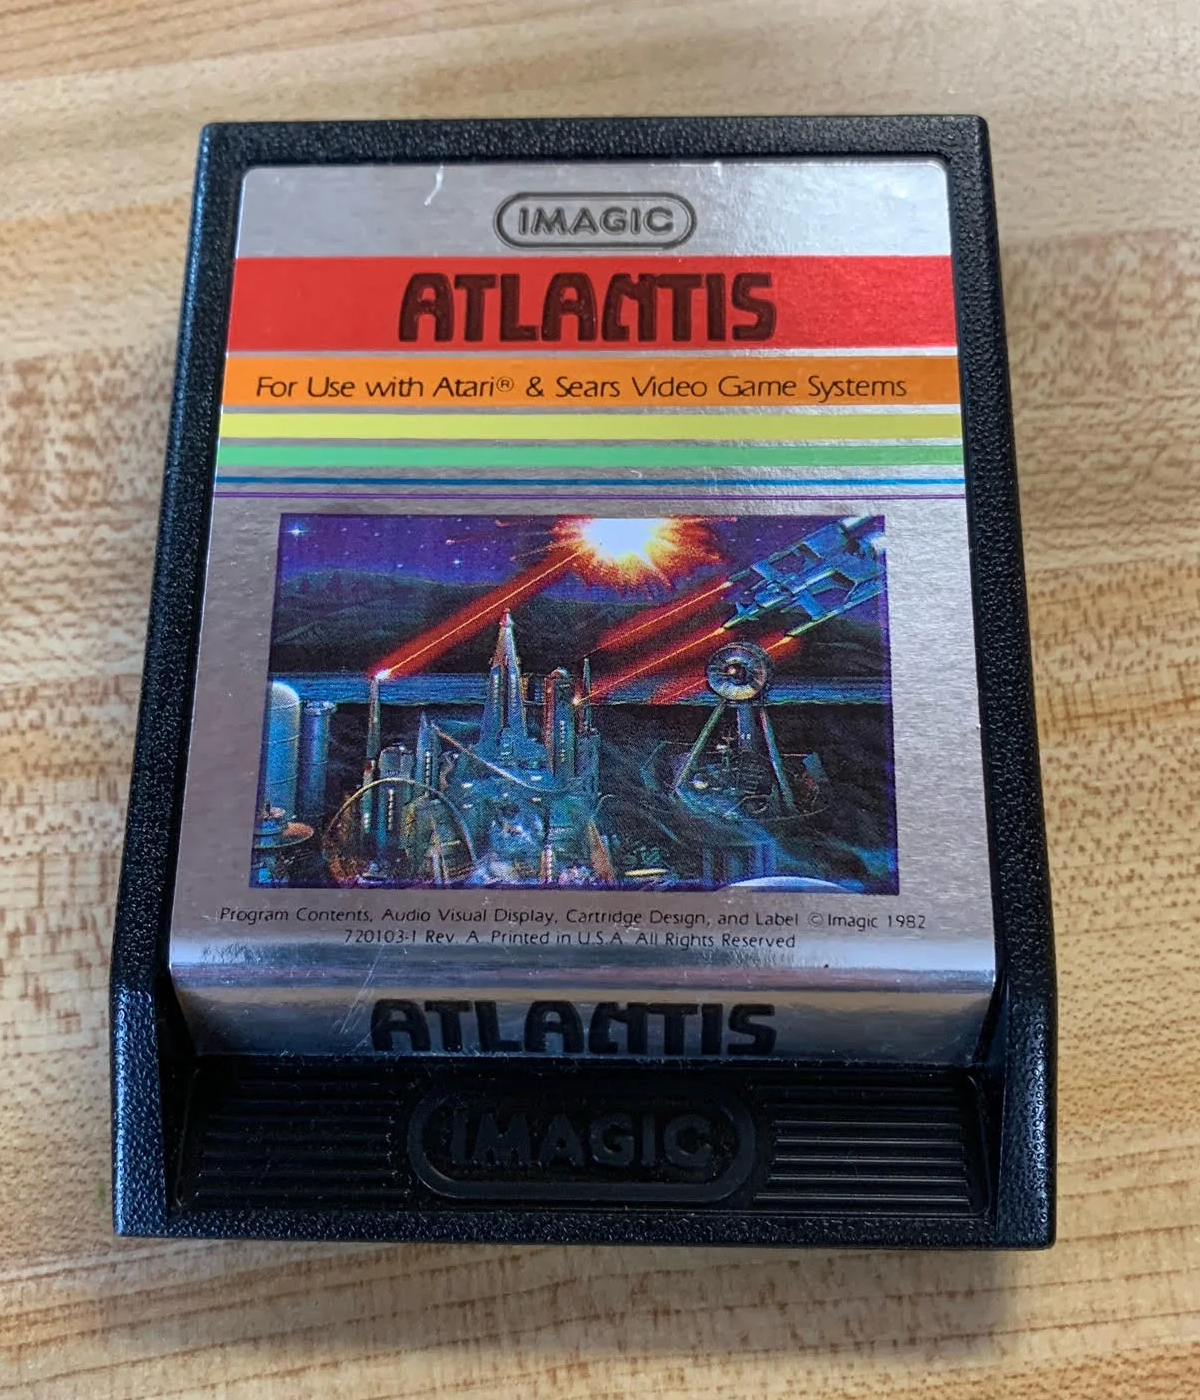 IMAGIC
ATLANTIS
For Use with Atari® & Sears Video Game Systems
Program Contents, Audio Visual Display, Cartridge Design, and Label © Imagic 1982
720103-1 Rev. A. Printed in U.S.A. All Rights Reserved
ATLANTIS
IMAGIC